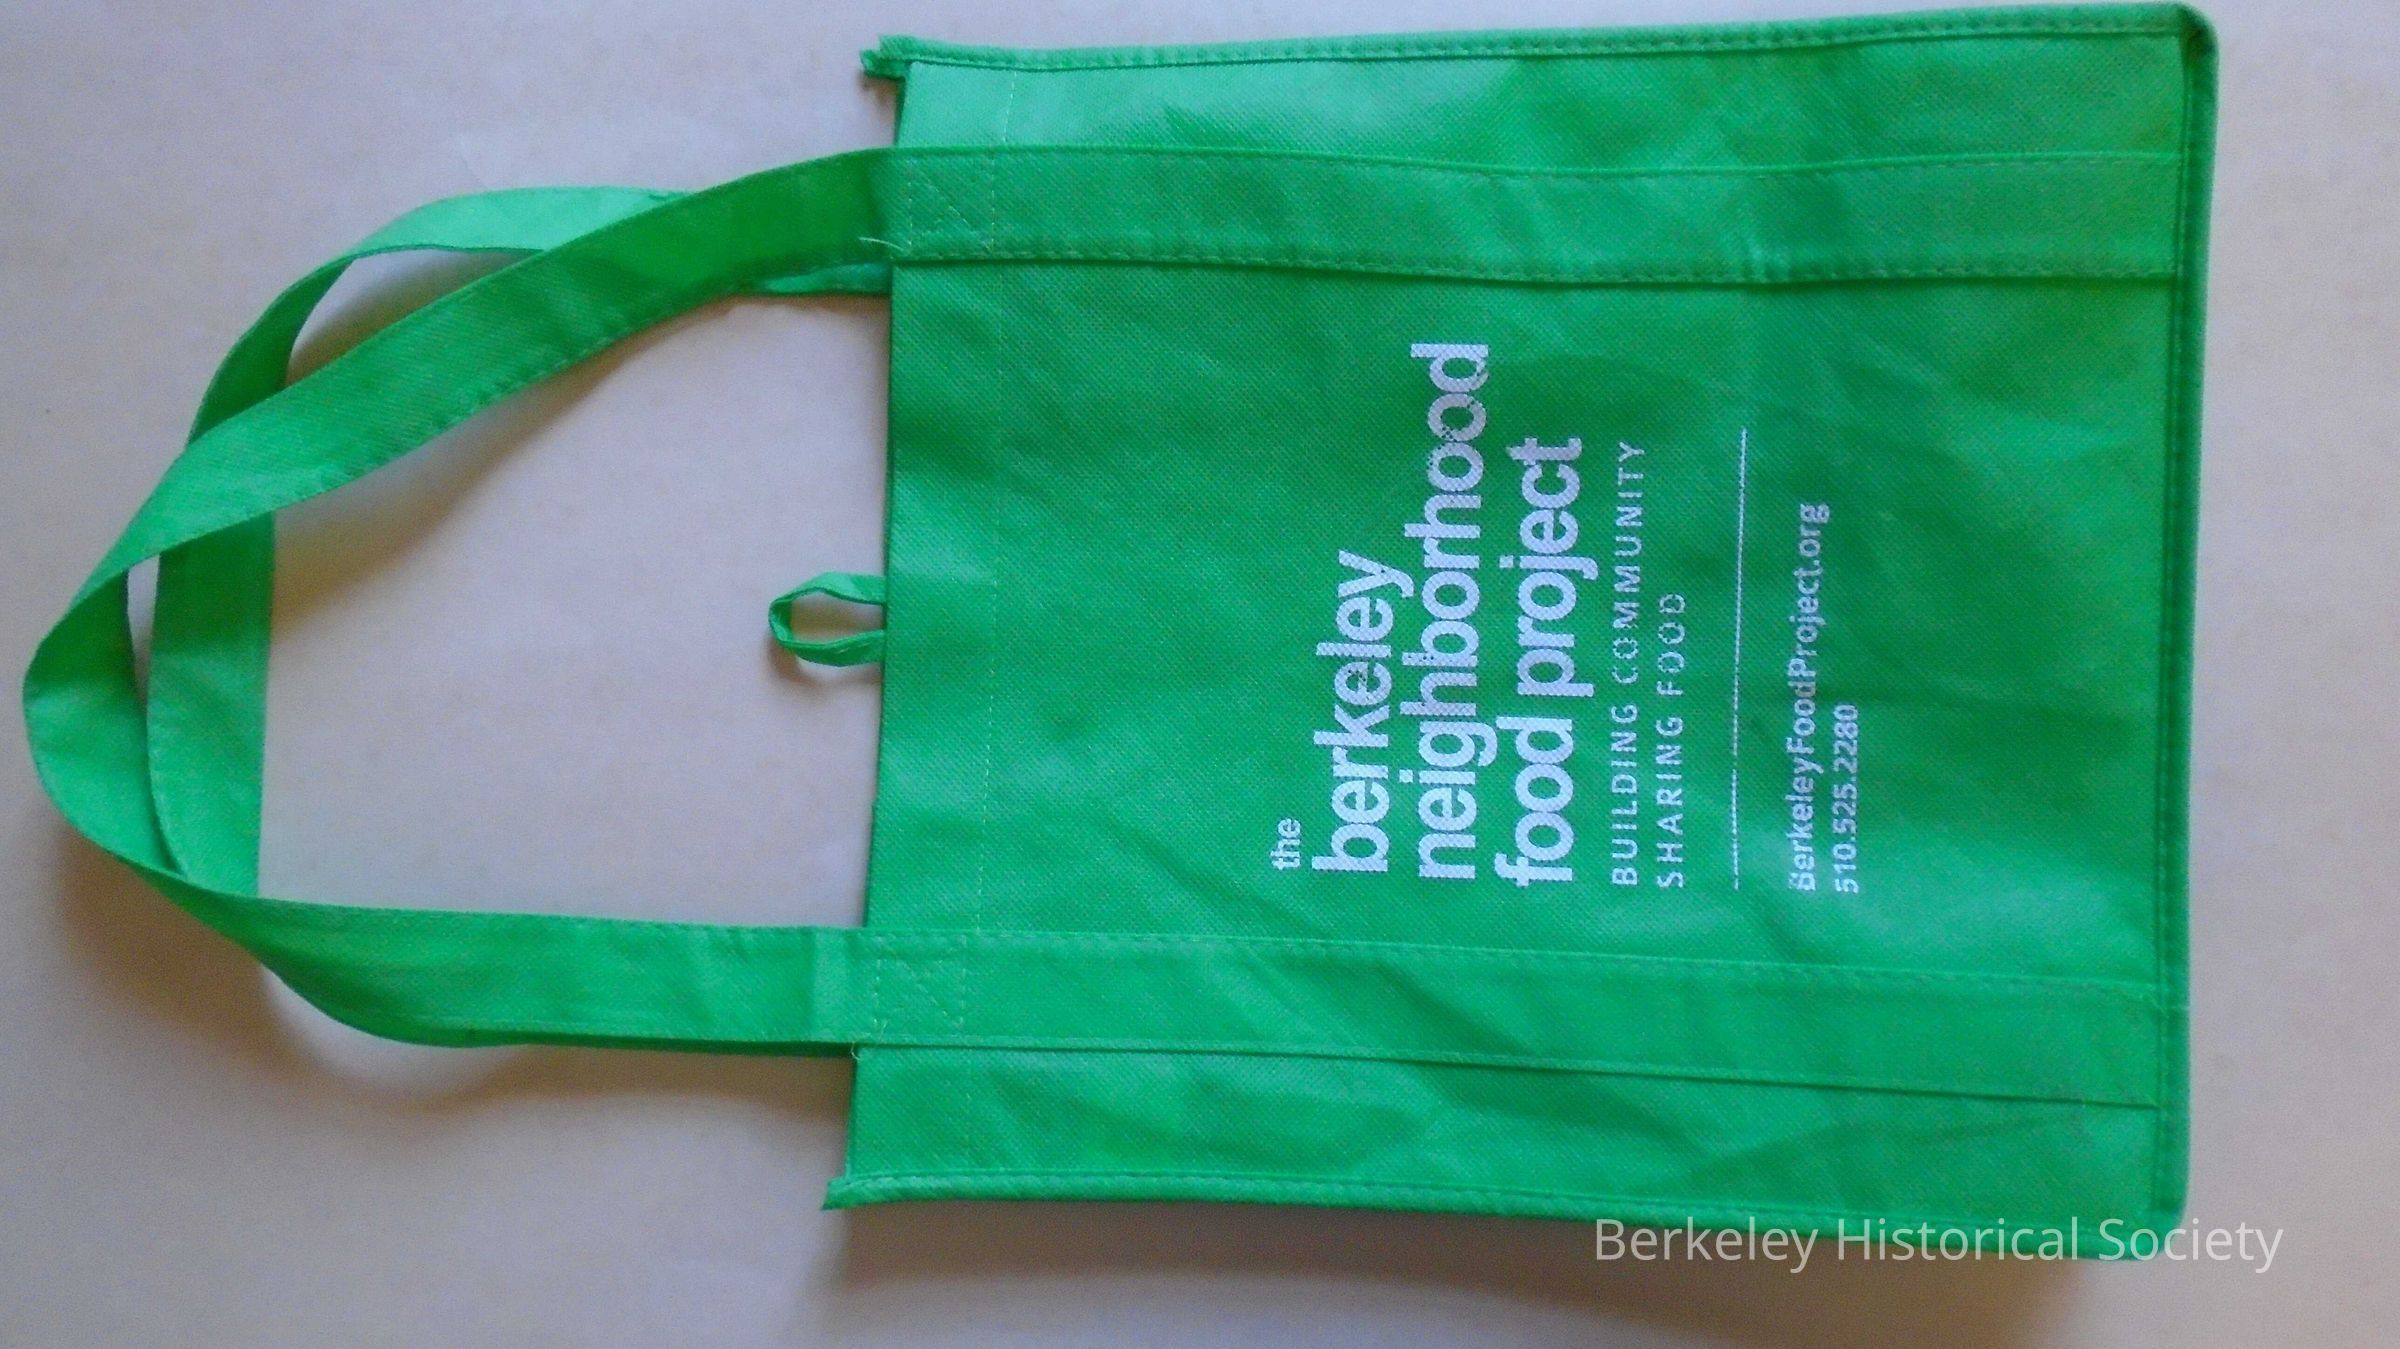 the
berkeley
neighborhood
food project
BUILDING COMMUNITY
SHARING FOOD
BerkeleyFoodProject.org
510.525.2280
Berkeley Historical Society